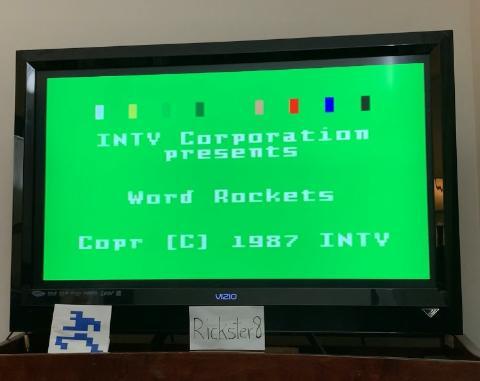 INTV Corporation
presents
Word Rockets
Copr [C] 1987 INTV
VIZIO
Rickster8